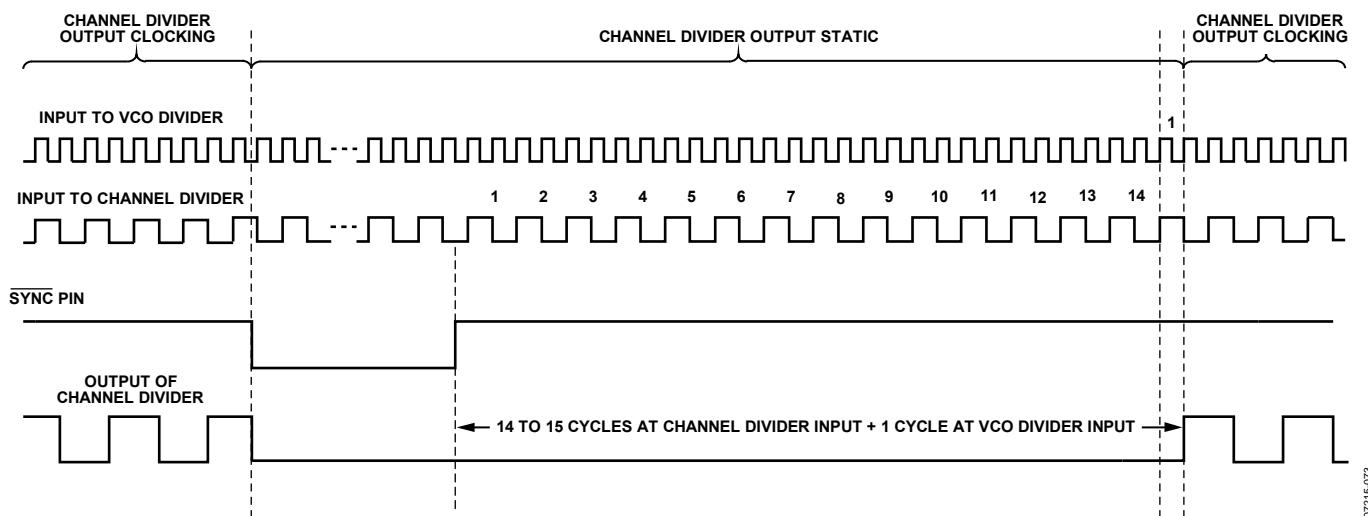 CHANNEL DIVIDER
OUTPUT CLOCKING
CHANNEL DIVIDER OUTPUT STATIC
CHANNEL DIVIDER
OUTPUT CLOCKING
INPUT TO VCO DIVIDER
1
INPUT TO CHANNEL DIVIDER
1 2 3 4 5 6 7 8 9 10 11 12 13 14
SYNC PIN
OUTPUT OF
CHANNEL DIVIDER
14 TO 15 CYCLES AT CHANNEL DIVIDER INPUT + 1 CYCLE AT VCO DIVIDER INPUT
07216-073